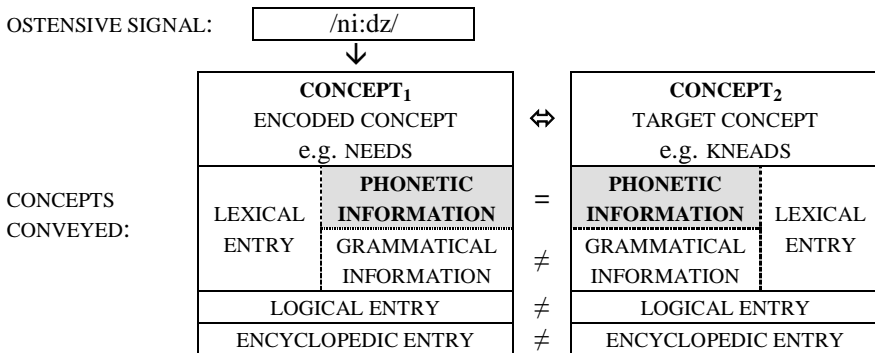 OSTENSIVE SIGNAL: /ni:dz/
↓
CONCEPT1 CONCEPT2
ENCODED CONCEPT ⇔ TARGET CONCEPT
e.g. NEEDS e.g. KNEADS
PHONETIC = PHONETIC
CONCEPTS LEXICAL INFORMATION INFORMATION LEXICAL
CONVEYED: ENTRY GRAMMATICAL ≠ GRAMMATICAL ENTRY
INFORMATION INFORMATION
LOGICAL ENTRY ≠ LOGICAL ENTRY
ENCYCLOPEDIC ENTRY ≠ ENCYCLOPEDIC ENTRY